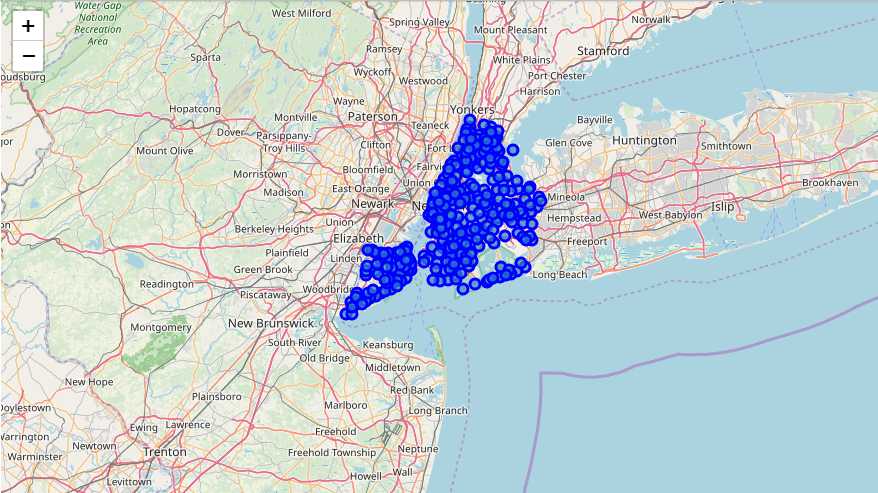 Water Gap
National
Recreation
Area
West Milford
Spring Valley
Mount Pleasant
Norwalk
+
−
Sparta
Ramsey
White Plains
Stamford
Wyckoff
Westwood
Port Chester
Harrison
Hopatcong
Wayne
Yonkers
Montville
Paterson
Teaneck
Bayville
Dover
Parsippany-
Troy Hills
Clifton
Fort
Glen Cove
Huntington
Smithtown
Mount Olive
Bloomfield
Fairvi
Morristown
East Orange
Union
Brookhaven
Madison
Newark
Ne
Mineola
Hempstead
West Babylon
Islip
Union
Berkeley Heights
Elizabeth
Freeport
Plainfield
Linden
Green Brook
Long Beach
Readington
Piscataway
Woodbridg
Montgomery
New Brunswick
South River
Keansburg
Old Bridge
Middletown
New Hope
Red Bank
Plainsboro
Marlboro
Long Branch
Doylestown
Ewing
Lawrence
Freehold
Warrington
Newtown
Trenton
Freehold Township
Neptune
Warminster
Wall
Howell
Levittown